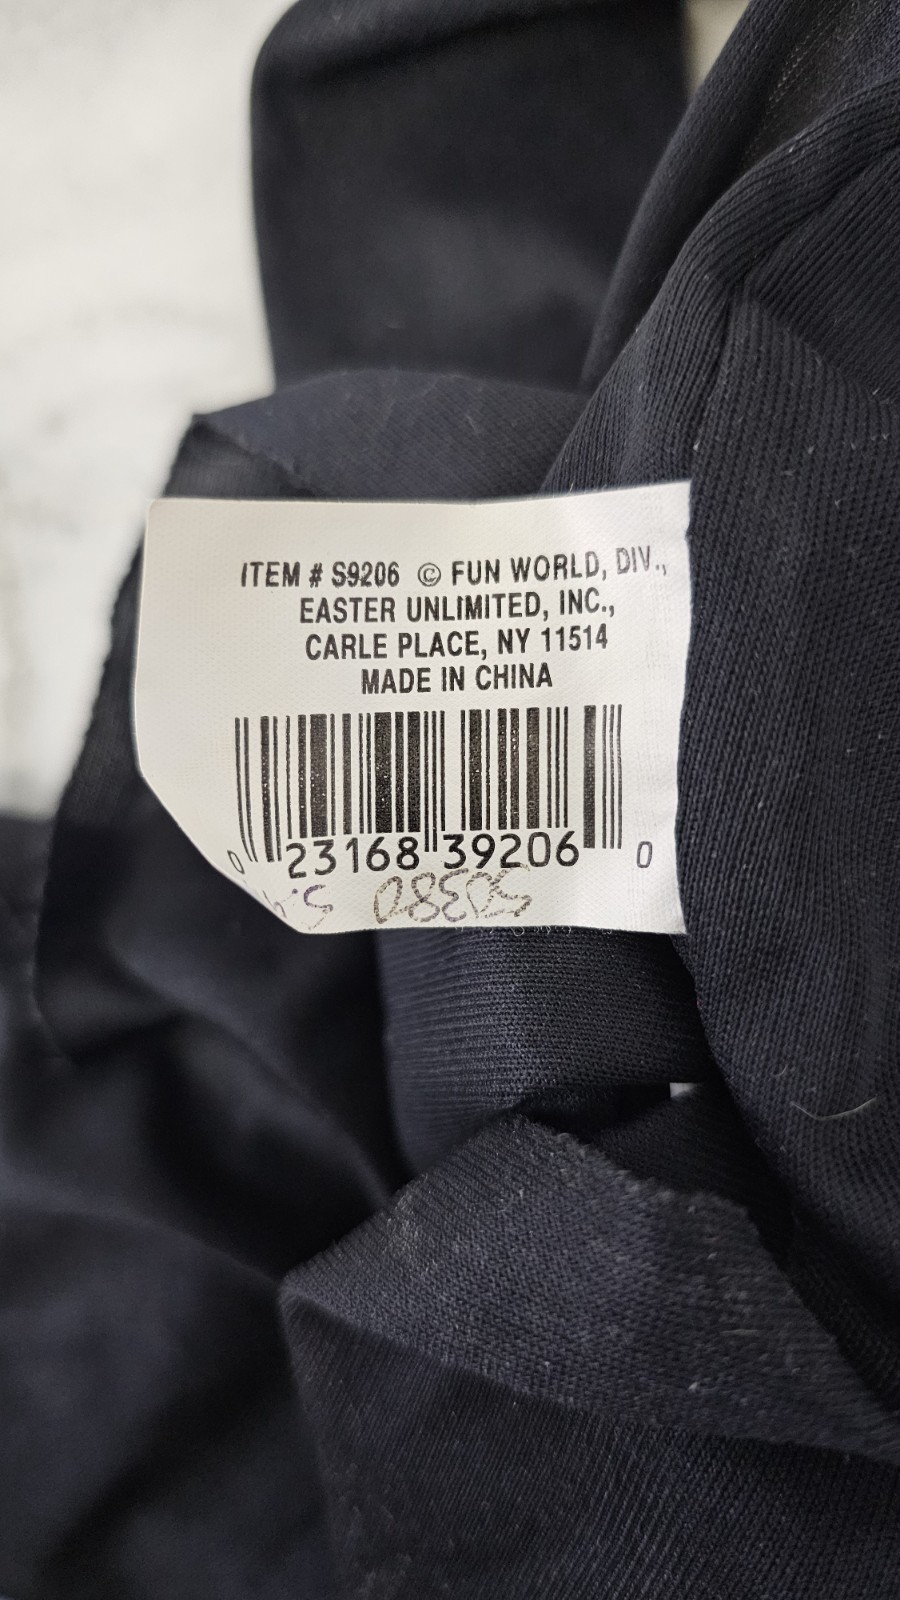 ITEM # S9206 © FUN WORLD, DIV.,
EASTER UNLIMITED, INC.,
CARLE PLACE, NY 11514
MADE IN CHINA
0 23168 39206 0